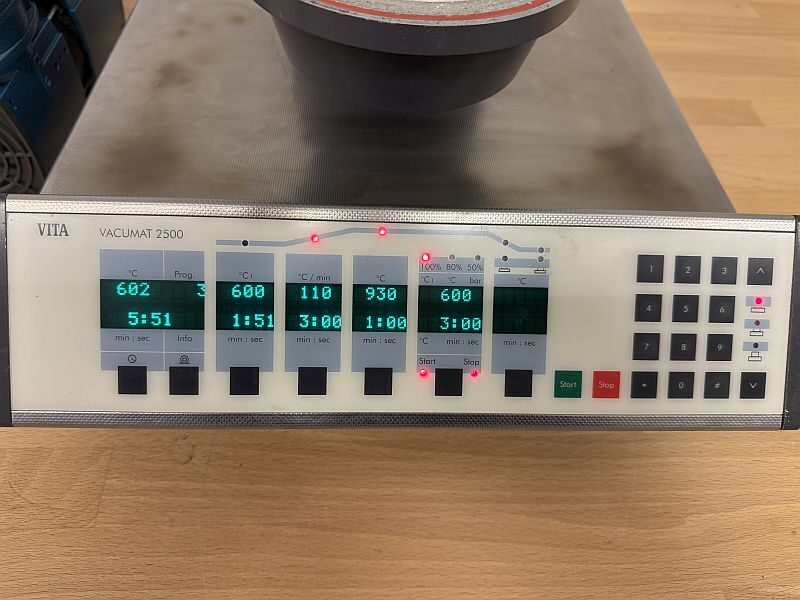 VITA VACUMAT 2500
°C Prog.
602 3
5:51
min : sec Info
°C↑
600
1:51
min : sec
°C / min
110
3:00
min : sec
°C
930
1:00
min : sec
100% 80% 50%
°C↑ °C bar
600
3:00
°C min : sec
Start Stop
°C
min : sec
Start Stop
1 2 3
4 5 6
7 8 9
* 0 #